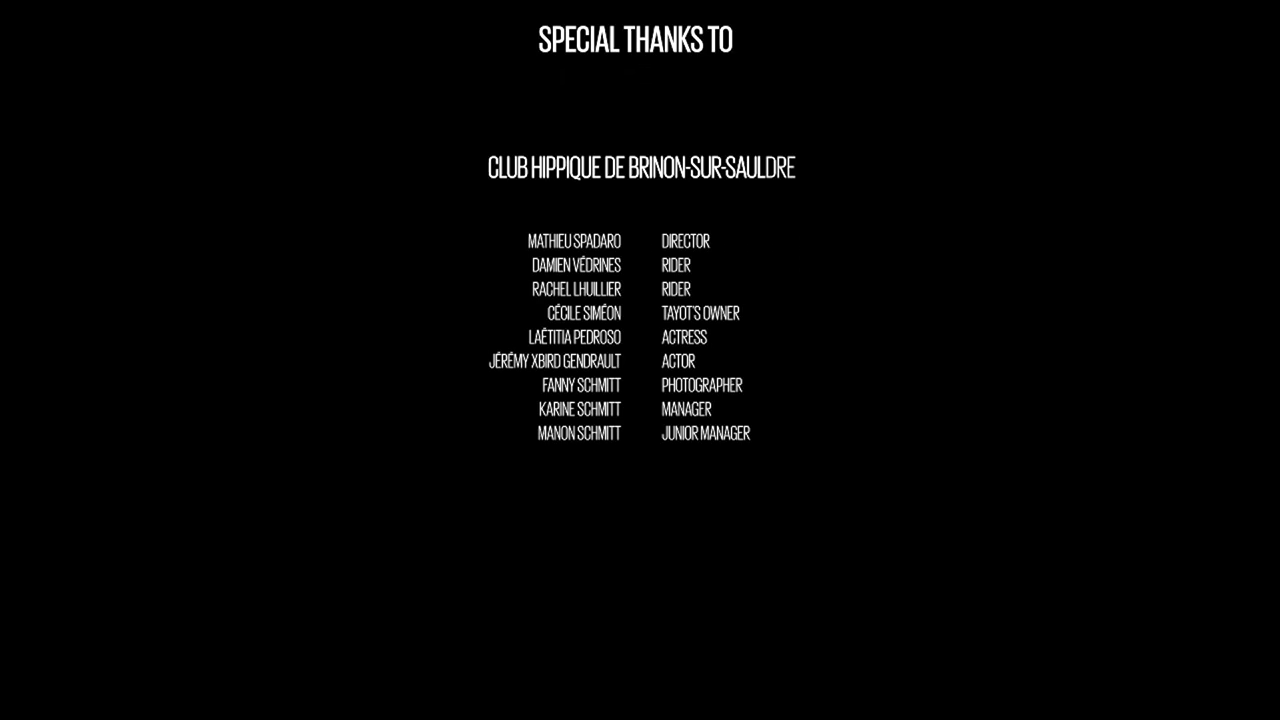 SPECIAL THANKS TO
CLUB HIPPIQUE DE BRINON-SUR-SAULDRE
MATHIEU SPADARO DIRECTOR
DAMIEN VÉDRINES RIDER
RACHEL LHUILLIER RIDER
CÉCILE SIMÉON TAYOT'S OWNER
LAËTITIA PEDROSO ACTRESS
JÉRÉMY XBIRD GENDRAULT ACTOR
FANNY SCHMITT PHOTOGRAPHER
KARINE SCHMITT MANAGER
MANON SCHMITT JUNIOR MANAGER